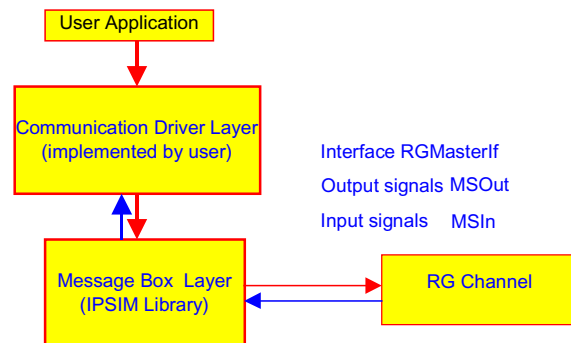 User Application
Communication Driver Layer
(implemented by user)
Interface RGMasterIf
Output signals MSOut
Input signals MSIn
Message Box Layer
(IPSIM Library)
RG Channel